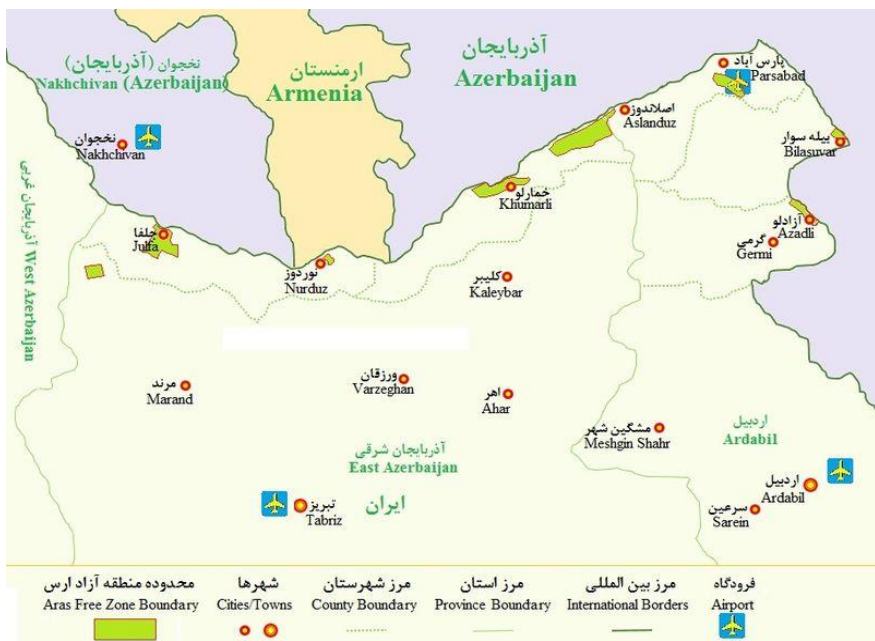 نخجوان (آذربایجان)
Nakhchivan (Azerbaijan)
ارمنستان
Armenia
آذربایجان
Azerbaijan
پارس آباد
Parsabad
اصلاندوز
Aslanduz
بیله سوار
Bilasuvar
نخجوان
Nakhchivan
خمارلو
Khumarli
آزادلو
Azadli
گرمی
Germi
جلفا
Julfa
نوردوز
Nurduz
کلیبر
Kaleybar
آذربایجان غربی West Azerbaijan
مرند
Marand
ورزقان
Varzeghan
اهر
Ahar
مشگین شهر
Meshgin Shahr
اردبیل
Ardabil
آذربایجان شرقی
East Azerbaijan
ایران
تبریز
Tabriz
اردبیل
Ardabil
سرعین
Sarein
محدوده منطقه آزاد ارس
Aras Free Zone Boundary
شهرها
Cities/Towns
مرز شهرستان
County Boundary
مرز استان
Province Boundary
مرز بین المللی
International Borders
فرودگاه
Airport